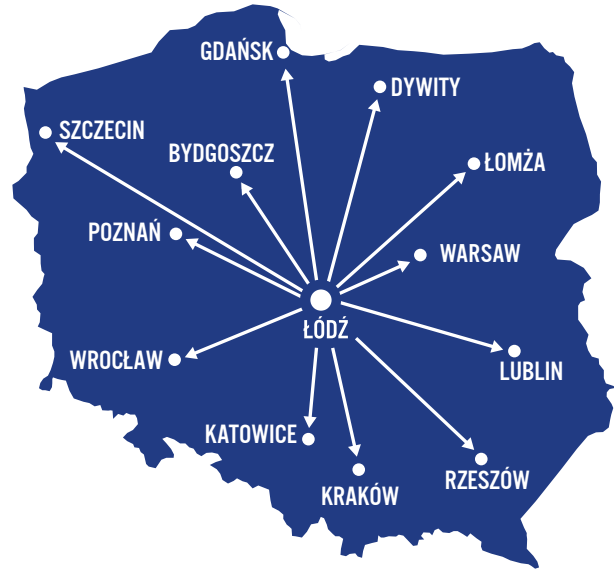 GDAŃSK
DYWITY
SZCZECIN
BYDGOSZCZ
ŁOMŻA
POZNAŃ
WARSAW
ŁÓDŹ
WROCŁAW
LUBLIN
KATOWICE
RZESZÓW
KRAKÓW